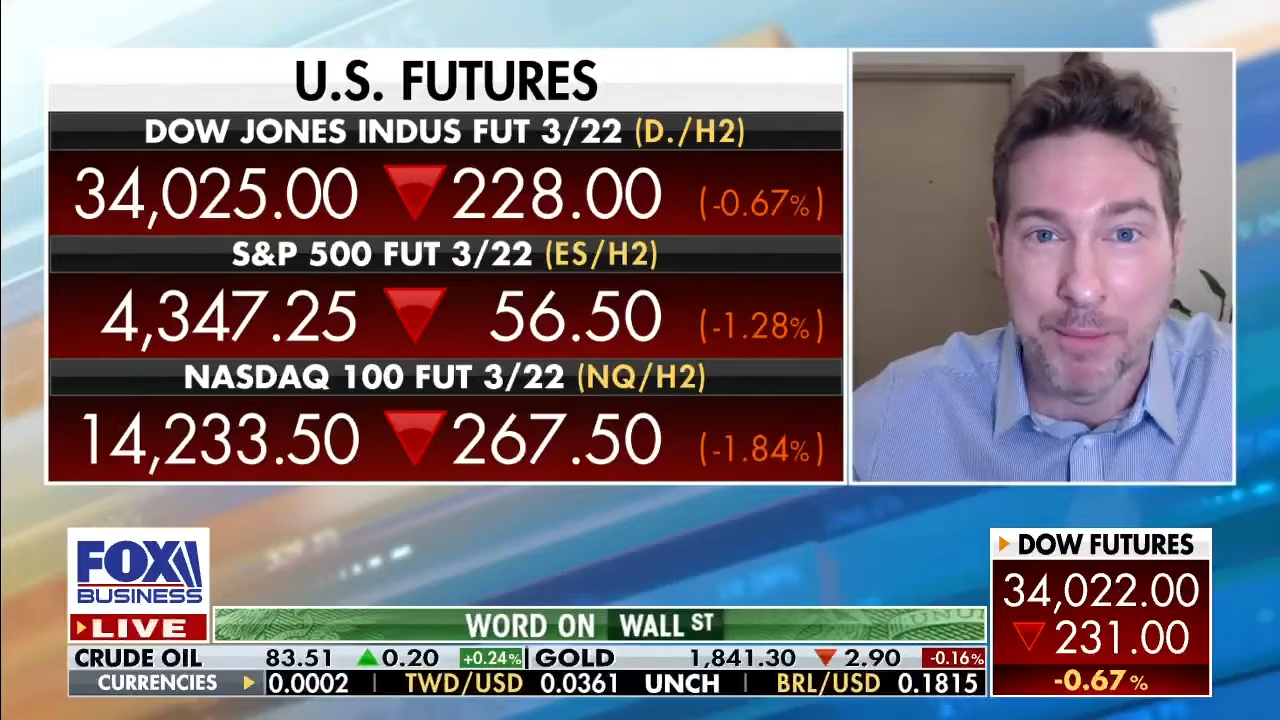 U.S. FUTURES
DOW JONES INDUS FUT 3/22 (D./H2)
34,025.00 ▼ 228.00 (-0.67%)
S&P 500 FUT 3/22 (ES/H2)
4,347.25 ▼ 56.50 (-1.28%)
NASDAQ 100 FUT 3/22 (NQ/H2)
14,233.50 ▼ 267.50 (-1.84%)
FOX
BUSINESS
LIVE
WORD ON WALL ST
CRUDE OIL 83.51 ▲ 0.20 +0.24% GOLD 1,841.30 ▼ 2.90 -0.16%
CURRENCIES 0.0002 | TWD/USD 0.0361 UNCH | BRL/USD 0.1815
DOW FUTURES
34,022.00
▼ 231.00
-0.67%